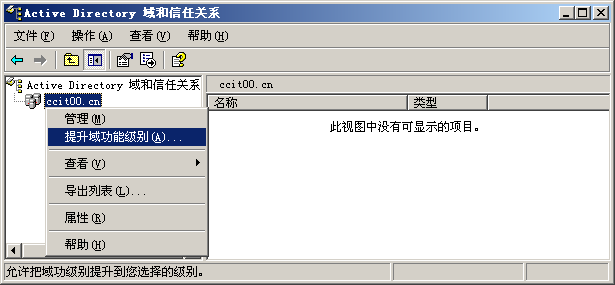 Active Directory 域和信任关系
文件(F) 操作(A) 查看(V) 帮助(H)
Active Directory 域和信任关系
ccit00.cn
ccit00.cn
名称 类型
此视图中没有可显示的项目。
管理(M)
提升域功能级别(A)...
查看(V)
导出列表(L)...
属性(R)
帮助(H)
允许把域功级别提升到您选择的级别。